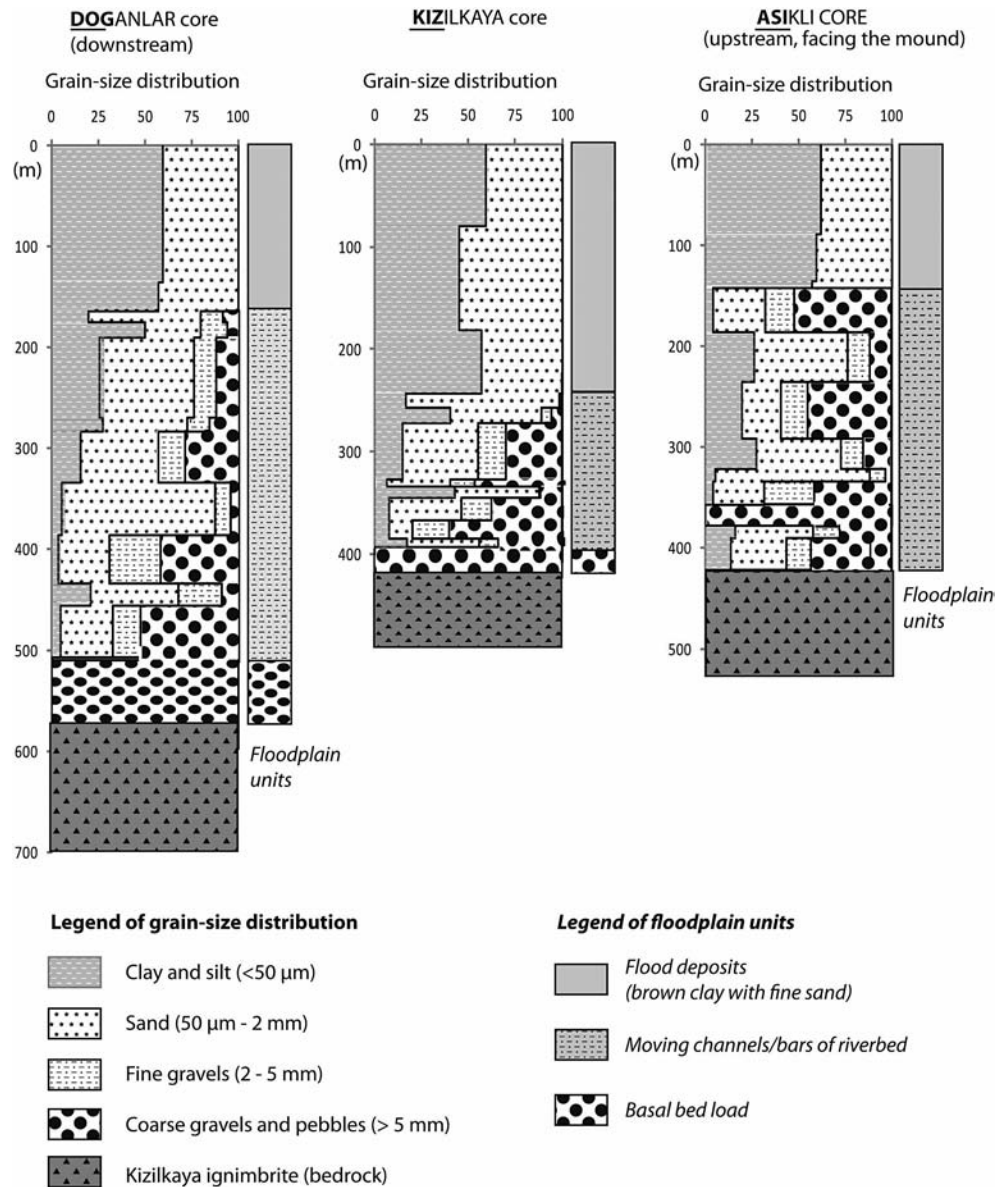 DOGANLAR core
(downstream)
Grain-size distribution
0 25 50 75 100
0
(m)
100
200
300
400
500
600
700
Floodplain
units
KIZILKAYA core
Grain-size distribution
0 25 50 75 100
0
(m)
100
200
300
400
ASIKLI CORE
(upstream, facing the mound)
Grain-size distribution
0 25 50 75 100
0
(m)
100
200
300
400
500
Floodplain
units
Legend of grain-size distribution
Clay and silt (<50 µm)
Sand (50 µm - 2 mm)
Fine gravels (2 - 5 mm)
Coarse gravels and pebbles (> 5 mm)
Kizilkaya ignimbrite (bedrock)
Legend of floodplain units
Flood deposits
(brown clay with fine sand)
Moving channels/bars of riverbed
Basal bed load